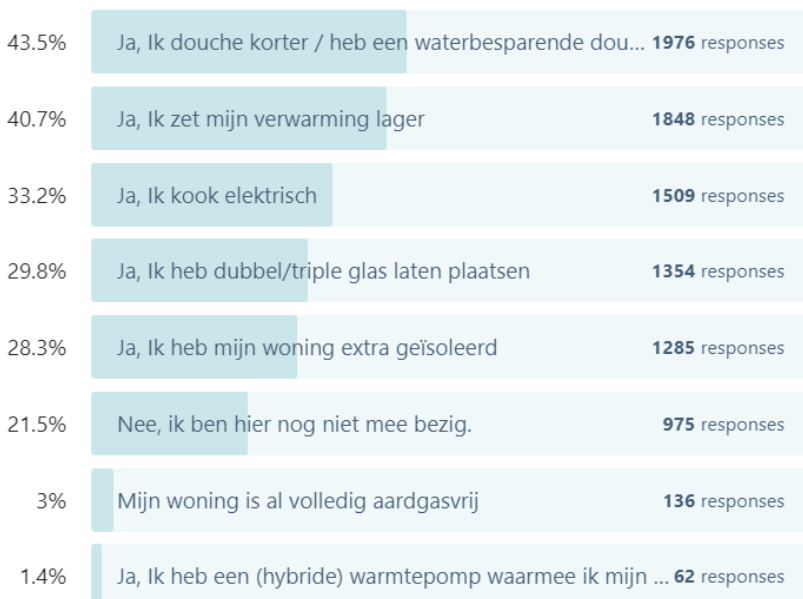 43.5% Ja, Ik douche korter / heb een waterbesparende dou... 1976 responses
40.7% Ja, Ik zet mijn verwarming lager 1848 responses
33.2% Ja, Ik kook elektrisch 1509 responses
29.8% Ja, Ik heb dubbel/triple glas laten plaatsen 1354 responses
28.3% Ja, Ik heb mijn woning extra geïsoleerd 1285 responses
21.5% Nee, ik ben hier nog niet mee bezig. 975 responses
3% Mijn woning is al volledig aardgasvrij 136 responses
1.4% Ja, Ik heb een (hybride) warmtepomp waarmee ik mijn ... 62 responses